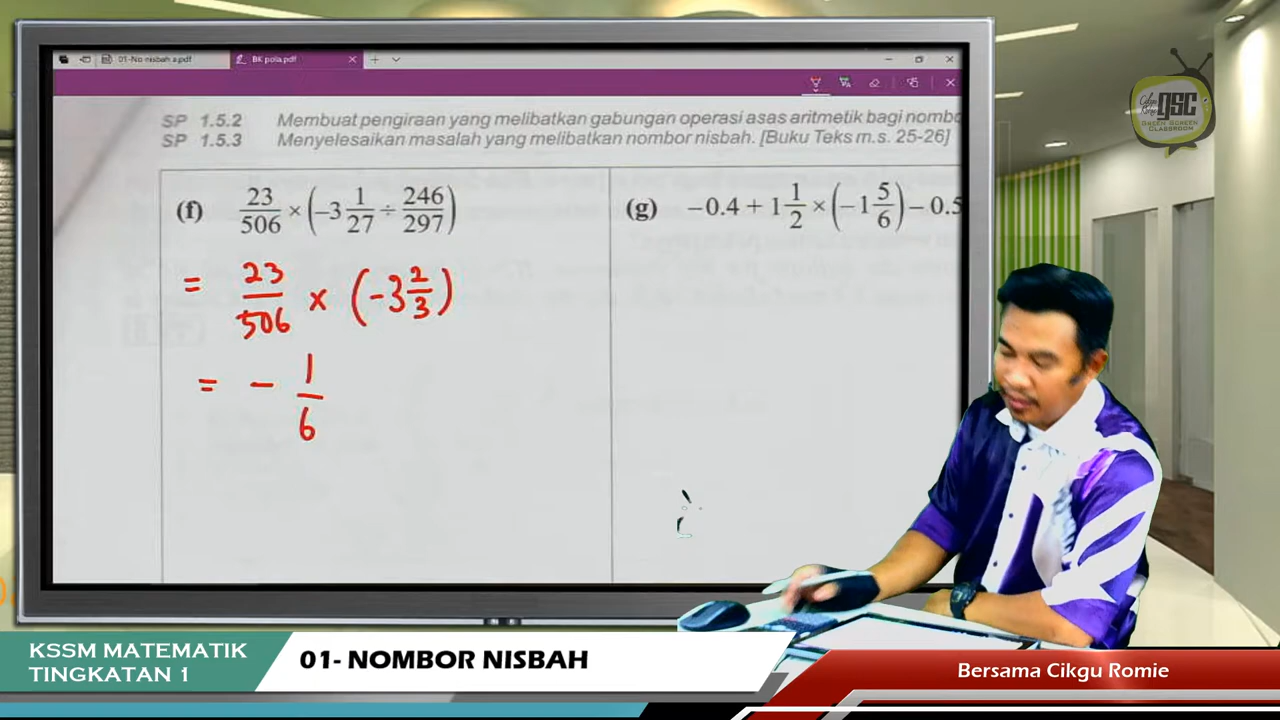 01-No nisbah a.pdf
BK pola.pdf
SP 1.5.2 Membuat pengiraan yang melibatkan gabungan operasi asas aritmetik bagi nombo
SP 1.5.3 Menyelesaikan masalah yang melibatkan nombor nisbah. [Buku Teks m.s. 25-26]
(f) 23/506 × (−3 1/27 ÷ 246/297)
= 23/506 × (−3 2/3)
= − 1/6
(g) −0.4 + 1 1/2 × (−1 5/6) − 0.5
Cikgu Romie
GSC
GREEN SCREEN
CLASSROOM
KSSM MATEMATIK
TINGKATAN 1
01- NOMBOR NISBAH
Bersama Cikgu Romie